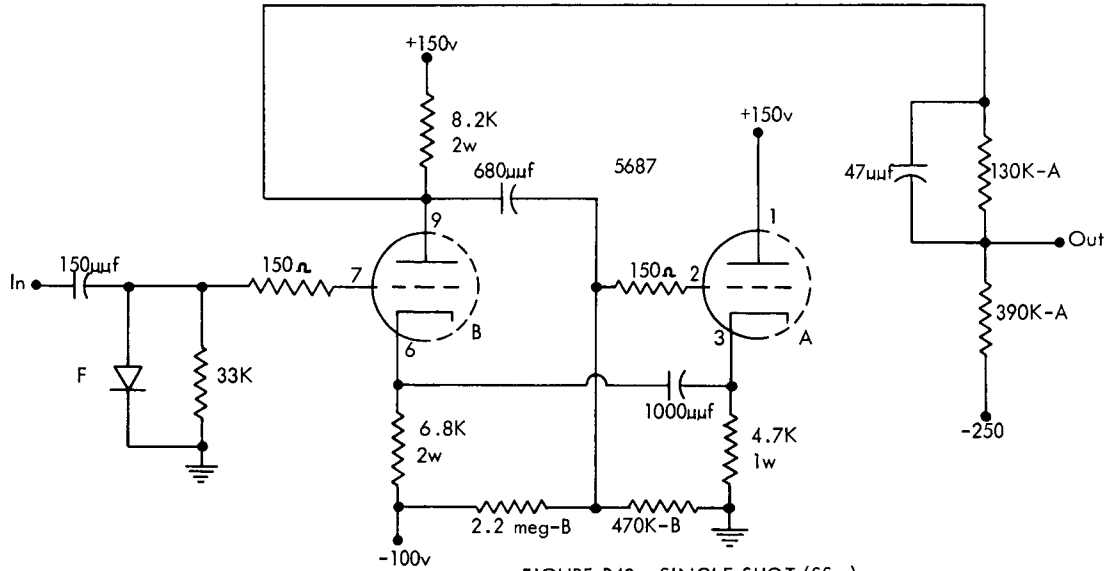 +150v
8.2K
2w
+150v
680µµf
5687
47µµf
130K-A
9
1
Out
In
150µµf
150Ω
7
150Ω
2
B
A
6
3
390K-A
F
33K
1000µµf
6.8K
2w
4.7K
1w
-250
2.2 meg-B
470K-B
-100v